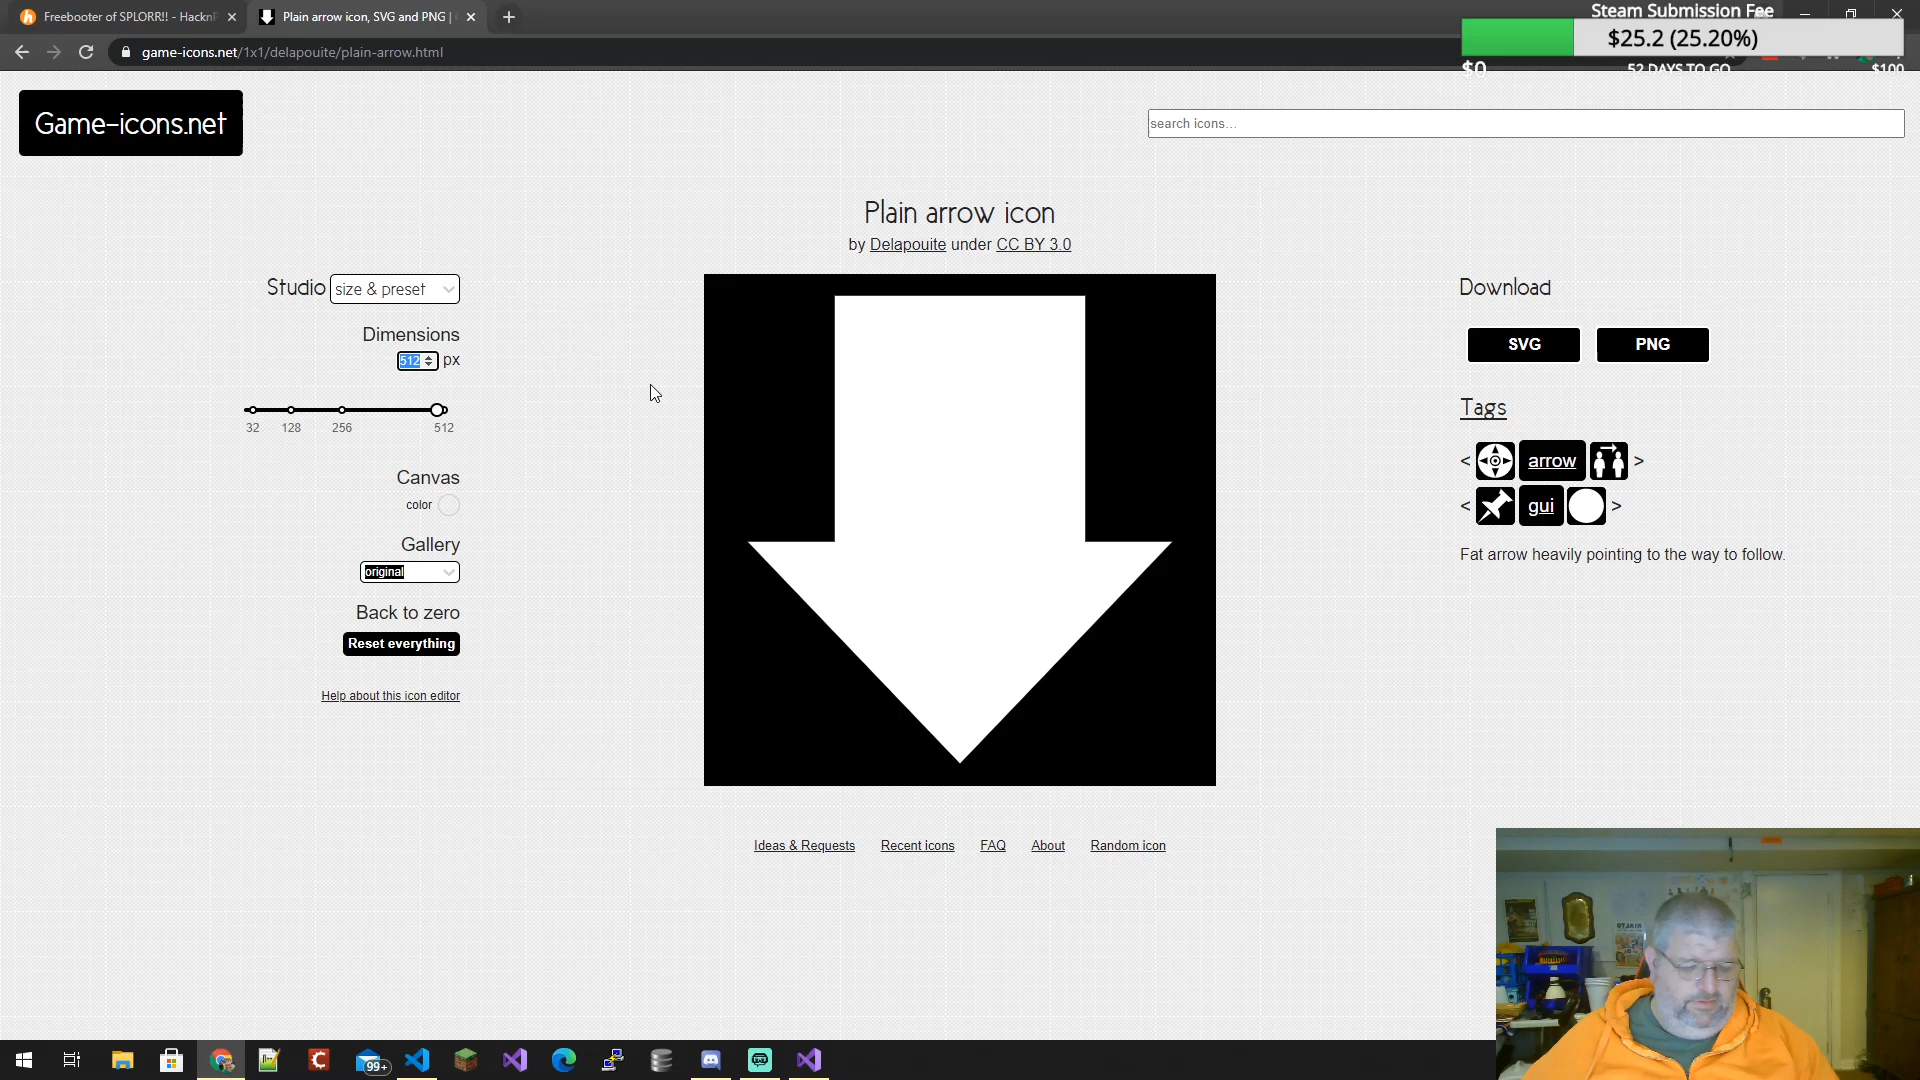 Freebooter of SPLORR!! - HacknP
Plain arrow icon, SVG and PNG |
game-icons.net/1x1/delapouite/plain-arrow.html
Steam Submission Fee
$25.2 (25.20%)
$0
52 DAYS TO GO
$100
Game-icons.net
search icons...
Plain arrow icon
by Delapouite under CC BY 3.0
Studio size & preset
Dimensions
512 px
32 128 256 512
Canvas
color
Gallery
original
Back to zero
Reset everything
Help about this icon editor
Download
SVG PNG
Tags
< arrow >
< gui >
Fat arrow heavily pointing to the way to follow.
Ideas & Requests Recent icons FAQ About Random icon
99+